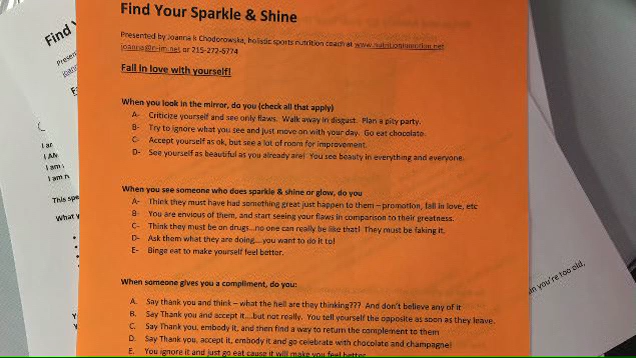 Find Your Sparkle & Shine
Presented by Joanna K Chodorowska, holistic sports nutrition coach at www.nutritioninmotion.net
joanna@n-im.net or 215-272-6774
Fall in love with yourself!
When you look in the mirror, do you (check all that apply)
A- Criticize yourself and see only flaws. Walk away in disgust. Plan a pity party.
B- Try to ignore what you see and just move on with your day. Go eat chocolate.
C- Accept yourself as ok, but see a lot of room for improvement.
D- See yourself as beautiful as you already are! You see beauty in everything and everyone.
When you see someone who does sparkle & shine or glow, do you
A- Think they must have had something great just happen to them – promotion, fall in love, etc
B- You are envious of them, and start seeing your flaws in comparison to their greatness.
C- Think they must be on drugs...no one can really be like that! They must be faking it.
D- Ask them what they are doing...you want to do it to!
E- Binge eat to make yourself feel better.
When someone gives you a compliment, do you:
A. Say thank you and think – what the hell are they thinking??? And don't believe any of it
B. Say Thank you and accept it....but not really. You tell yourself the opposite as soon as they leave.
C. Say Thank you, embody it, and then find a way to return the complement to them
D. Say Thank you, accept it, embody it and go celebrate with chocolate and champagne!
E. You ignore it and just go eat cause it will make you feel better
Find Y
I am
I am n
This spe
What y
in you're too old,